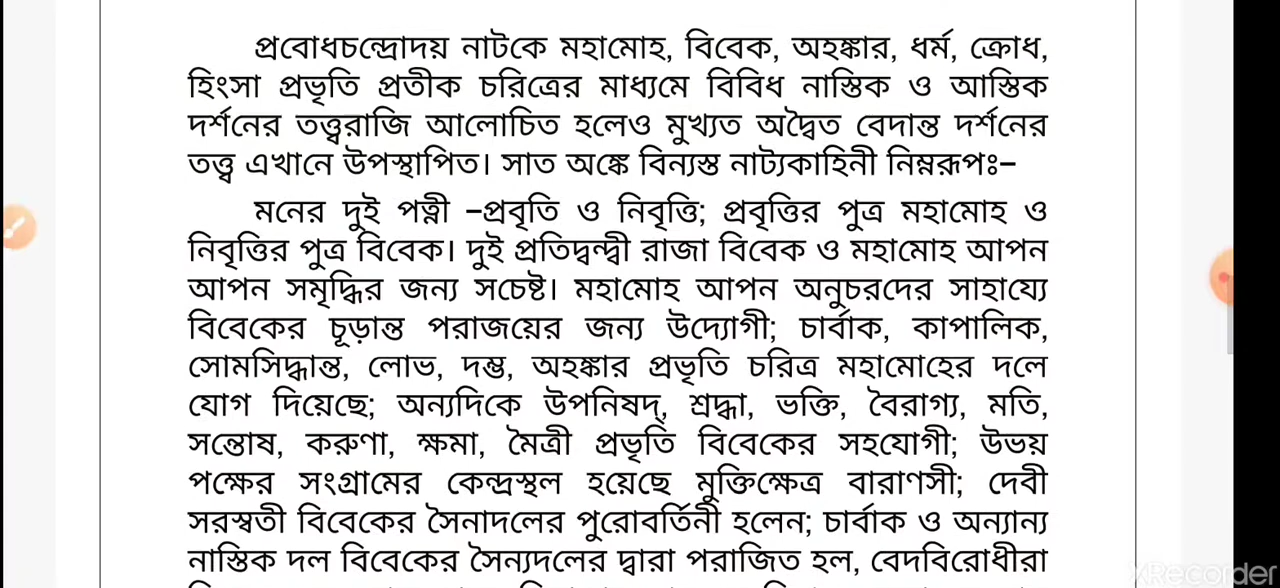 প্রবোধচন্দ্রোদয় নাটকে মহামোহ, বিবেক, অহঙ্কার, ধর্ম, ক্রোধ,
হিংসা প্রভৃতি প্রতীক চরিত্রের মাধ্যমে বিবিধ নাস্তিক ও আস্তিক
দর্শনের তত্ত্বরাজি আলোচিত হলেও মুখ্যত অদ্বৈত বেদান্ত দর্শনের
তত্ত্ব এখানে উপস্থাপিত। সাত অঙ্কে বিন্যস্ত নাট্যকাহিনী নিম্নরূপঃ–
মনের দুই পত্নী –প্রবৃতি ও নিবৃত্তি; প্রবৃত্তির পুত্র মহামোহ ও
নিবৃত্তির পুত্র বিবেক। দুই প্রতিদ্বন্দ্বী রাজা বিবেক ও মহামোহ আপন
আপন সমৃদ্ধির জন্য সচেষ্ট। মহামোহ আপন অনুচরদের সাহায্যে
বিবেকের চূড়ান্ত পরাজয়ের জন্য উদ্যোগী; চার্বাক, কাপালিক,
সোমসিদ্ধান্ত, লোভ, দম্ভ, অহঙ্কার প্রভৃতি চরিত্র মহামোহের দলে
যোগ দিয়েছে; অন্যদিকে উপনিষদ্, শ্রদ্ধা, ভক্তি, বৈরাগ্য, মতি,
সন্তোষ, করুণা, ক্ষমা, মৈত্রী প্রভৃতি বিবেকের সহযোগী; উভয়
পক্ষের সংগ্রামের কেন্দ্রস্থল হয়েছে মুক্তিক্ষেত্র বারাণসী; দেবী
সরস্বতী বিবেকের সৈনাদলের পুরোবর্তিনী হলেন; চার্বাক ও অন্যান্য
নাস্তিক দল বিবেকের সৈন্যদলের দ্বারা পরাজিত হল, বেদবিরোধীরা
XRecorder